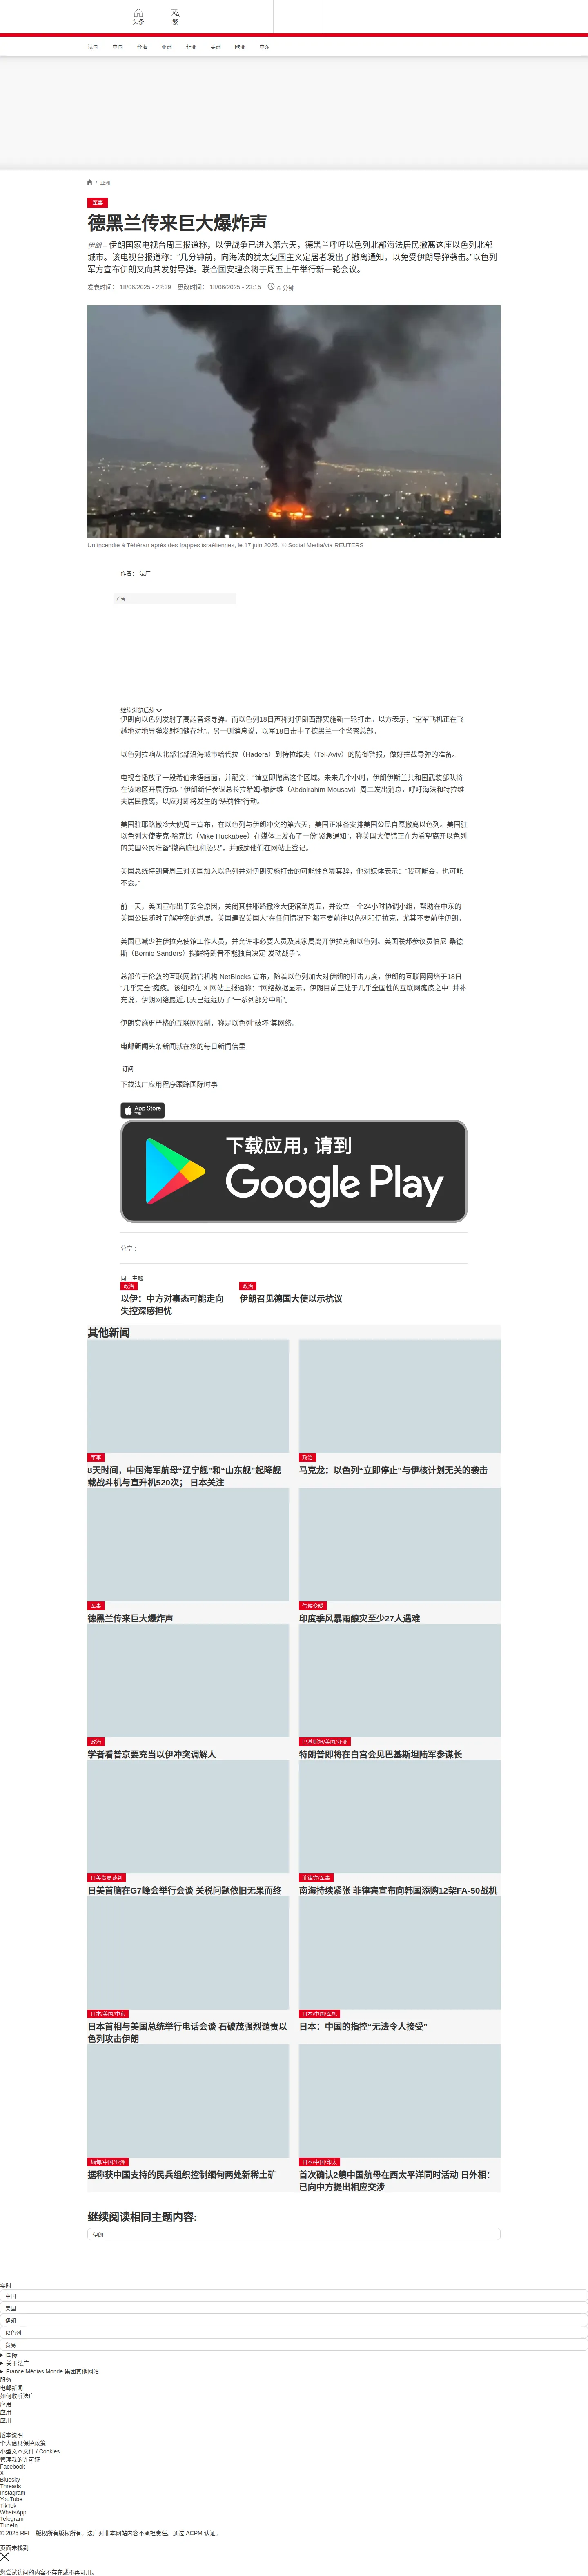 头条
繁
法国
中国
台海
亚洲
非洲
美洲
欧洲
中东
/ 亚洲
军事
德黑兰传来巨大爆炸声
伊朗 – 伊朗国家电视台周三报道称，以伊战争已进入第六天，德黑兰呼吁以色列北部海法居民撤离这座以色列北部
城市。该电视台报道称：“几分钟前，向海法的犹太复国主义定居者发出了撤离通知，以免受伊朗导弹袭击。”以色列
军方宣布伊朗又向其发射导弹。联合国安理会将于周五上午举行新一轮会议。
发表时间： 18/06/2025 - 22:39 更改时间： 18/06/2025 - 23:15 6 分钟
Un incendie à Téhéran après des frappes israéliennes, le 17 juin 2025. © Social Media/via REUTERS
作者： 法广
广告
继续浏览后续
伊朗向以色列发射了高超音速导弹。而以色列18日声称对伊朗西部实施新一轮打击。以方表示，“空军飞机正在飞
越地对地导弹发射和储存地”。另一则消息说，以军18日击中了德黑兰一个警察总部。
以色列拉响从北部北部沿海城市哈代拉（Hadera）到特拉维夫（Tel-Aviv）的防御警报，做好拦截导弹的准备。
电视台播放了一段希伯来语画面，并配文：“请立即撤离这个区域。未来几个小时，伊朗伊斯兰共和国武装部队将
在该地区开展行动。” 伊朗新任参谋总长拉希姆•穆萨维（Abdolrahim Mousavi）周二发出消息，呼吁海法和特拉维
夫居民撤离，以应对即将发生的“惩罚性”行动。
美国驻耶路撒冷大使周三宣布，在以色列与伊朗冲突的第六天，美国正准备安排美国公民自愿撤离以色列。美国驻
以色列大使麦克·哈克比（Mike Huckabee）在媒体上发布了一份“紧急通知”，称美国大使馆正在为希望离开以色列
的美国公民准备“撤离航班和船只”，并鼓励他们在网站上登记。
美国总统特朗普周三对美国加入以色列并对伊朗实施打击的可能性含糊其辞，他对媒体表示：“我可能会，也可能
不会。”
前一天，美国宣布出于安全原因，关闭其驻耶路撒冷大使馆至周五，并设立一个24小时协调小组，帮助在中东的
美国公民随时了解冲突的进展。美国建议美国人“在任何情况下”都不要前往以色列和伊拉克，尤其不要前往伊朗。
美国已减少驻伊拉克使馆工作人员，并允许非必要人员及其家属离开伊拉克和以色列。美国联邦参议员伯尼·桑德
斯（Bernie Sanders）提醒特朗普不能独自决定“发动战争”。
总部位于伦敦的互联网监管机构 NetBlocks 宣布，随着以色列加大对伊朗的打击力度，伊朗的互联网网络于18日
“几乎完全”瘫痪。该组织在 X 网站上报道称：“网络数据显示，伊朗目前正处于几乎全国性的互联网瘫痪之中” 并补
充说，伊朗网络最近几天已经经历了“一系列部分中断”。
伊朗实施更严格的互联网限制，称是以色列“破坏”其网络。
电邮新闻头条新闻就在您的每日新闻信里
订阅
下载法广应用程序跟踪国际时事
App Store
下载
下载应用，请到
Google Play
分享 :
同一主题
政治
以伊：中方对事态可能走向
失控深感担忧
政治
伊朗召见德国大使以示抗议
其他新闻
军事
8天时间，中国海军航母“辽宁舰”和“山东舰”起降舰
载战斗机与直升机520次； 日本关注
政治
马克龙：以色列“立即停止”与伊核计划无关的袭击
军事
德黑兰传来巨大爆炸声
气候变暖
印度季风暴雨酿灾至少27人遇难
政治
学者看普京要充当以伊冲突调解人
巴基斯坦/美国/亚洲
特朗普即将在白宫会见巴基斯坦陆军参谋长
日美贸易谈判
日美首脑在G7峰会举行会谈 关税问题依旧无果而终
菲律宾/军事
南海持续紧张 菲律宾宣布向韩国添购12架FA-50战机
日本/美国/中东
日本首相与美国总统举行电话会谈 石破茂强烈谴责以
色列攻击伊朗
日本/中国/军机
日本：中国的指控“无法令人接受”
缅甸/中国/亚洲
据称获中国支持的民兵组织控制缅甸两处新稀土矿
日本/中国/印太
首次确认2艘中国航母在西太平洋同时活动 日外相：
已向中方提出相应交涉
继续阅读相同主题内容:
伊朗
实时
中国
美国
伊朗
以色列
贸易
国际
关于法广
France Médias Monde 集团其他网站
服务
电邮新闻
如何收听法广
应用
应用
应用
版本说明
个人信息保护政策
小型文本文件 / Cookies
管理我的许可证
Facebook
X
Bluesky
Threads
Instagram
YouTube
TikTok
WhatsApp
Telegram
TuneIn
© 2025 RFI – 版权所有版权所有。法广对非本网站内容不承担责任。通过 ACPM 认证。
页面未找到
您尝试访问的内容不存在或不再可用。